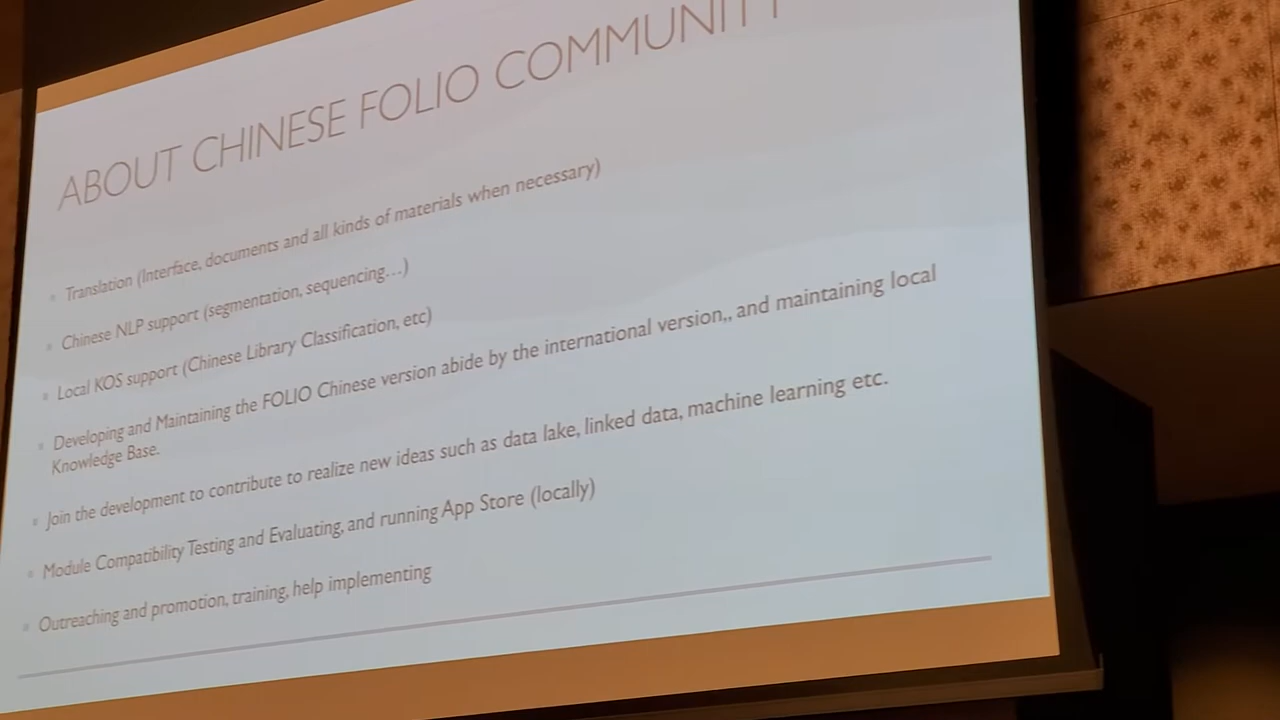 ABOUT CHINESE FOLIO COMMUNITY
Translation (Interface, documents and all kinds of materials when necessary)
Chinese NLP support (segmentation, sequencing...)
Local KOS support (Chinese Library Classification, etc)
Developing and Maintaining the FOLIO Chinese version abide by the international version,, and maintaining local
Knowledge Base.
Join the development to contribute to realize new ideas such as data lake, linked data, machine learning etc.
Module Compatibility Testing and Evaluating, and running App Store (locally)
Outreaching and promotion, training, help implementing